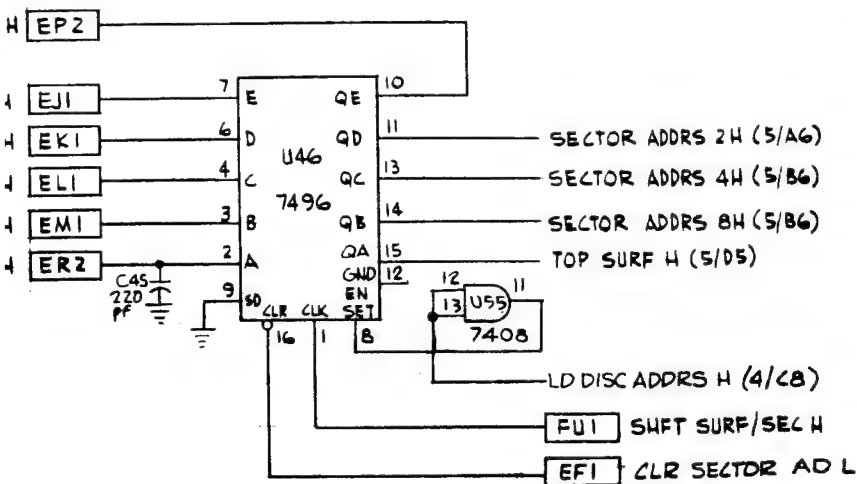 H EP2
EJ1
H EK1
EL1
EM1
ER2
C45
220
pf
7
6
4
3
2
9
E
D
C
B
A
SD
U46
7496
QE
QD
QC
QB
QA
GND
EN
CLR CLK SET
10
11
13
14
15
12
16
1
8
SECTOR ADDRS 2H (5/A6)
SECTOR ADDRS 4H (5/B6)
SECTOR ADDRS 8H (5/B6)
TOP SURF H (5/D5)
12
13
11
U55
7408
LD DISC ADDRS H (4/C8)
FU1 SHFT SURF/SEC H
EF1 CLR SECTOR AD L